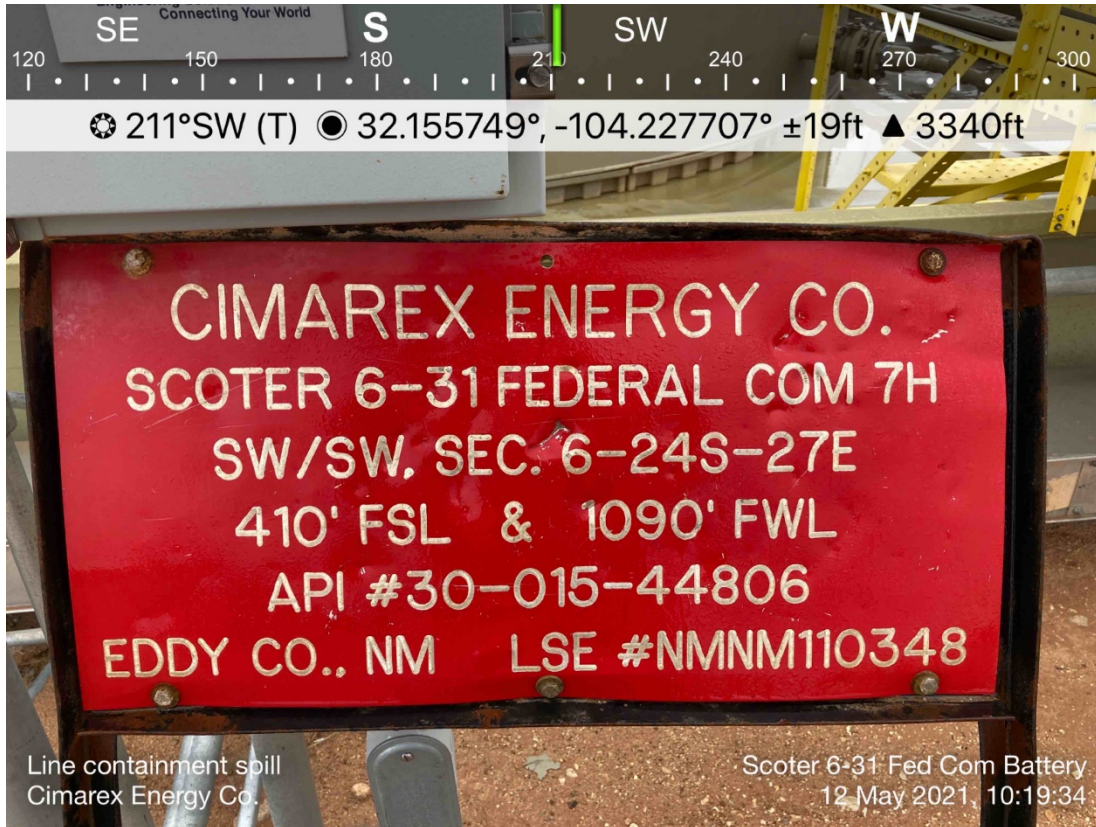 Connecting Your World
SE S SW W
120 150 180 210 240 270 300
211°SW (T) 32.155749°, -104.227707° ±19ft ▲ 3340ft
CIMAREX ENERGY CO.
SCOTER 6-31 FEDERAL COM 7H
SW/SW, SEC. 6-24S-27E
410' FSL & 1090' FWL
API #30-015-44806
EDDY CO., NM LSE #NMNM110348
Line containment spill
Cimarex Energy Co.
Scoter 6-31 Fed Com Battery
12 May 2021, 10:19:34